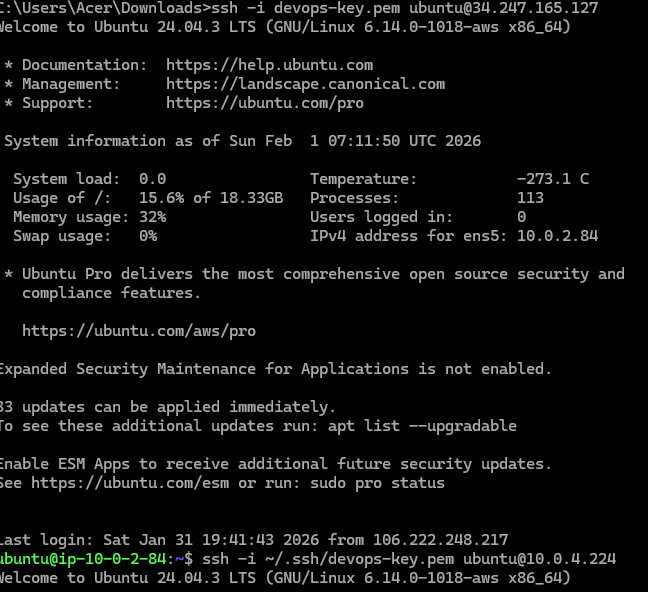 C:\Users\Acer\Downloads>ssh -i devops-key.pem ubuntu@34.247.165.127
Welcome to Ubuntu 24.04.3 LTS (GNU/Linux 6.14.0-1018-aws x86_64)
* Documentation:  https://help.ubuntu.com
* Management:     https://landscape.canonical.com
* Support:        https://ubuntu.com/pro
System information as of Sun Feb  1 07:11:50 UTC 2026
System load:  0.0                Temperature:           -273.1 C
Usage of /:   15.6% of 18.33GB   Processes:             113
Memory usage: 32%                Users logged in:       0
Swap usage:   0%                 IPv4 address for ens5: 10.0.2.84
* Ubuntu Pro delivers the most comprehensive open source security and
compliance features.
https://ubuntu.com/aws/pro
Expanded Security Maintenance for Applications is not enabled.
33 updates can be applied immediately.
To see these additional updates run: apt list --upgradable
Enable ESM Apps to receive additional future security updates.
See https://ubuntu.com/esm or run: sudo pro status
Last login: Sat Jan 31 19:41:43 2026 from 106.222.248.217
ubuntu@ip-10-0-2-84:~$ ssh -i ~/.ssh/devops-key.pem ubuntu@10.0.4.224
Welcome to Ubuntu 24.04.3 LTS (GNU/Linux 6.14.0-1018-aws x86_64)